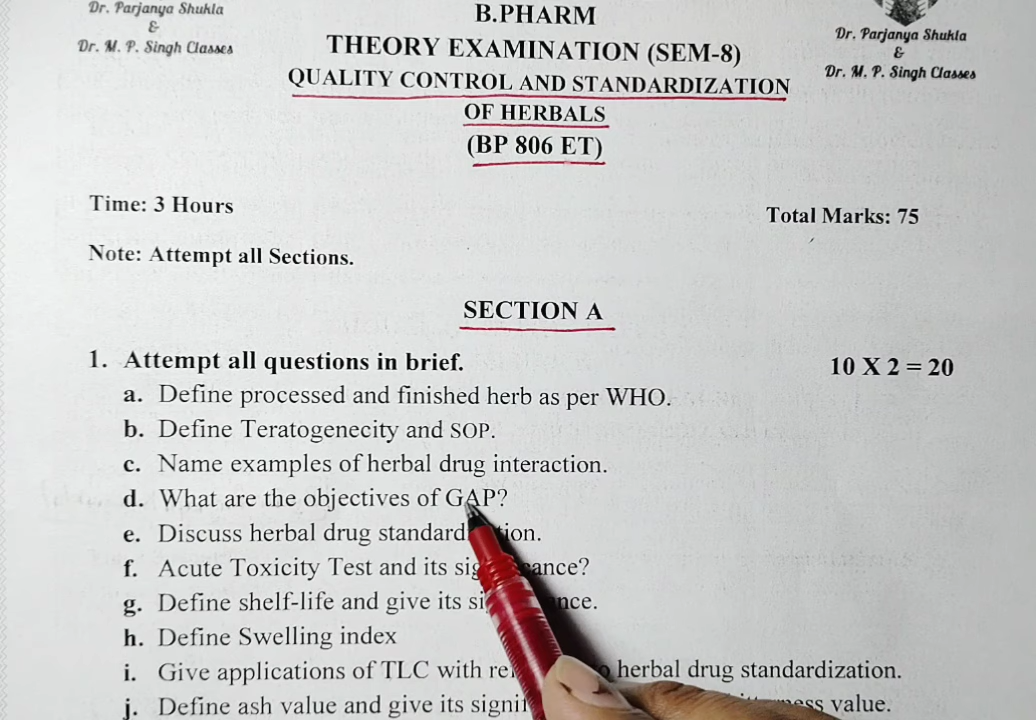 Dr. Parjanya Shukla
&
Dr. M. P. Singh Classes
B.PHARM
THEORY EXAMINATION (SEM-8)
QUALITY CONTROL AND STANDARDIZATION
OF HERBALS
(BP 806 ET)
Dr. Parjanya Shukla
&
Dr. M. P. Singh Classes
Time: 3 Hours
Total Marks: 75
Note: Attempt all Sections.
SECTION A
1. Attempt all questions in brief. 10 X 2 = 20
a. Define processed and finished herb as per WHO.
b. Define Teratogenecity and SOP.
c. Name examples of herbal drug interaction.
d. What are the objectives of GAP?
e. Discuss herbal drug
f. Acute Toxicity Test and its
g. Define shelf-life and give its
h. Define Swelling index
i. Give applications of TLC with herbal drug standardization.
j. Define ash value and give its value.